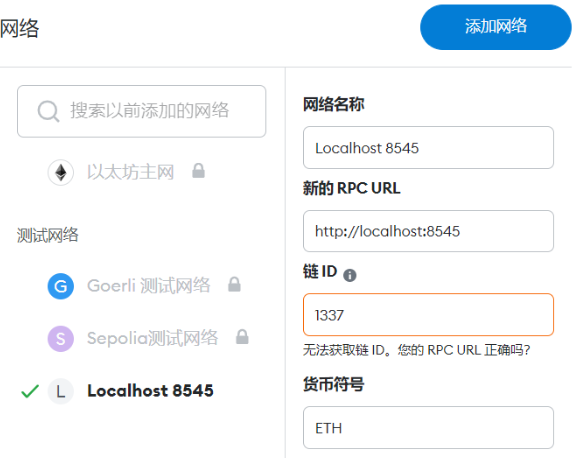 网络
添加网络
搜索以前添加的网络
以太坊主网
测试网络
G
Goerli 测试网络
S
Sepolia测试网络
L
Localhost 8545
网络名称
Localhost 8545
新的 RPC URL
http://localhost:8545
链 ID
1337
无法获取链 ID。您的 RPC URL 正确吗?
货币符号
ETH